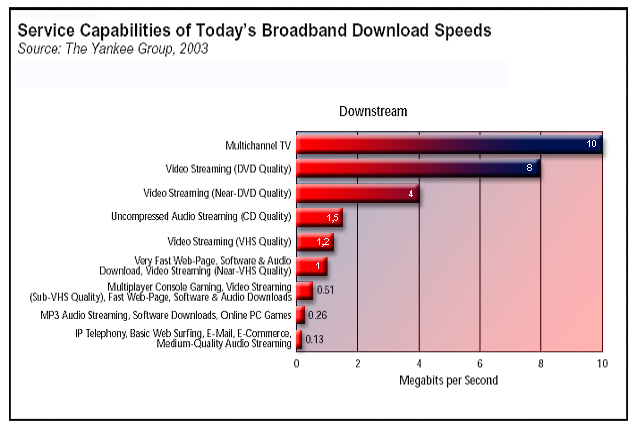 Service Capabilities of Today's Broadband Download Speeds
Source: The Yankee Group, 2003
Downstream
Multichannel TV 10
Video Streaming (DVD Quality) 8
Video Streaming (Near-DVD Quality) 4
Uncompressed Audio Streaming (CD Quality) 1,5
Video Streaming (VHS Quality) 1,2
Very Fast Web-Page, Software & Audio
Download, Video Streaming (Near-VHS Quality) 1
Multiplayer Console Gaming, Video Streaming
(Sub-VHS Quality), Fast Web-Page, Software & Audio Downloads 0.51
MP3 Audio Streaming, Software Downloads, Online PC Games 0.26
IP Telephony, Basic Web Surfing, E-Mail, E-Commerce,
Medium-Quality Audio Streaming 0.13
0 2 4 6 8 10
Megabits per Second